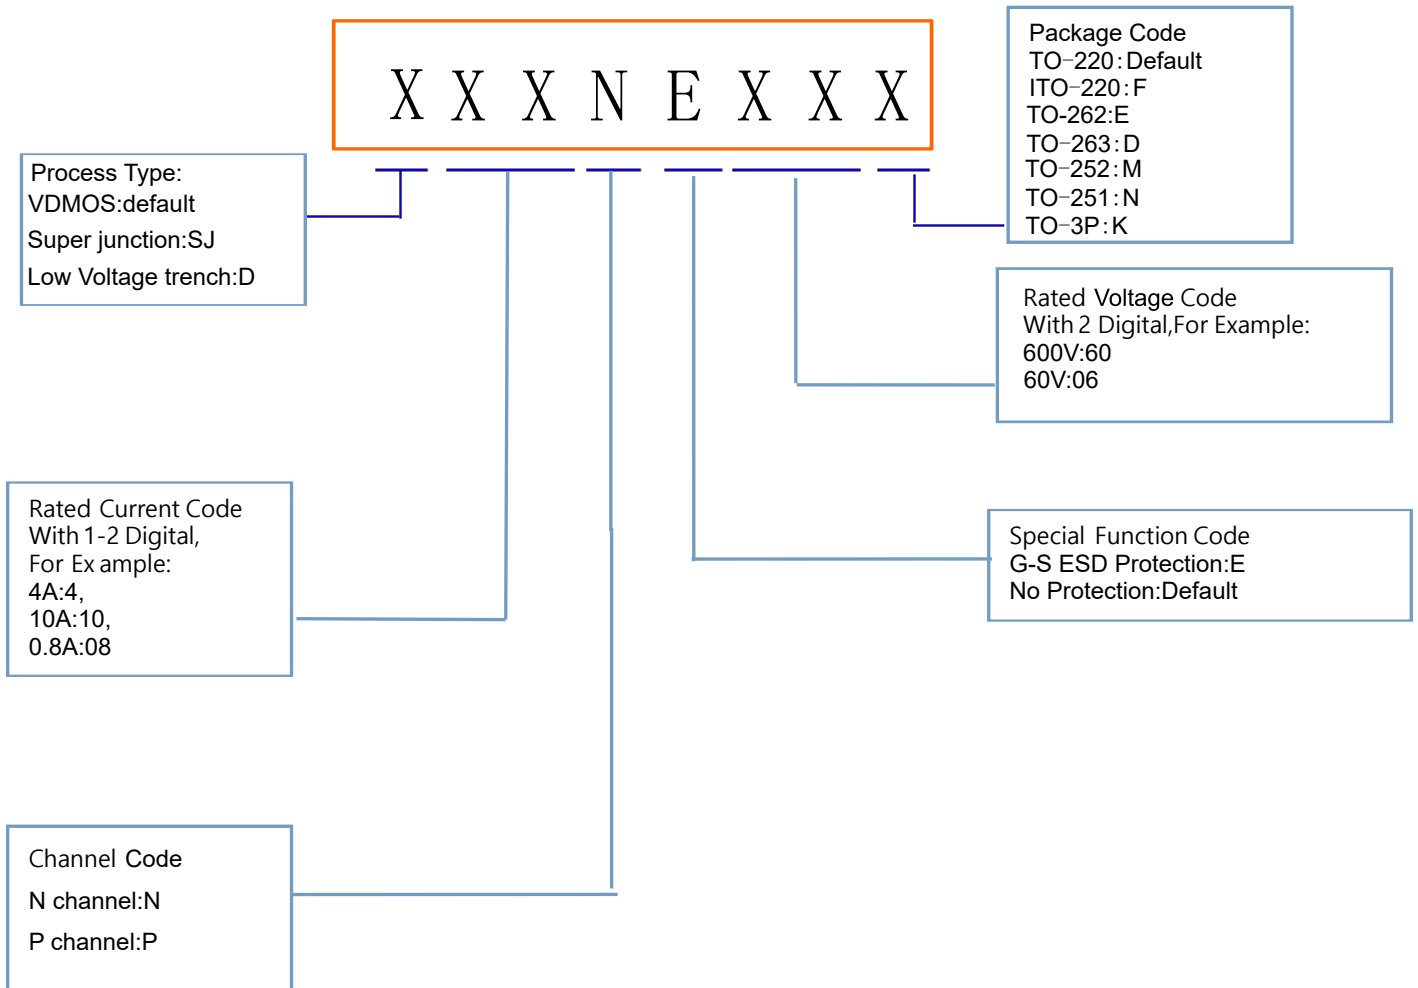 X X X N E X X X
Package Code
TO-220:Default
ITO-220:F
TO-262:E
TO-263:D
TO-252:M
TO-251:N
TO-3P:K
Process Type:
VDMOS:default
Super junction:SJ
Low Voltage trench:D
Rated Voltage Code
With 2 Digital,For Example:
600V:60
60V:06
Rated Current Code
With 1-2 Digital,
For Ex ample:
4A:4,
10A:10,
0.8A:08
Special Function Code
G-S ESD Protection:E
No Protection:Default
Channel Code
N channel:N
P channel:P